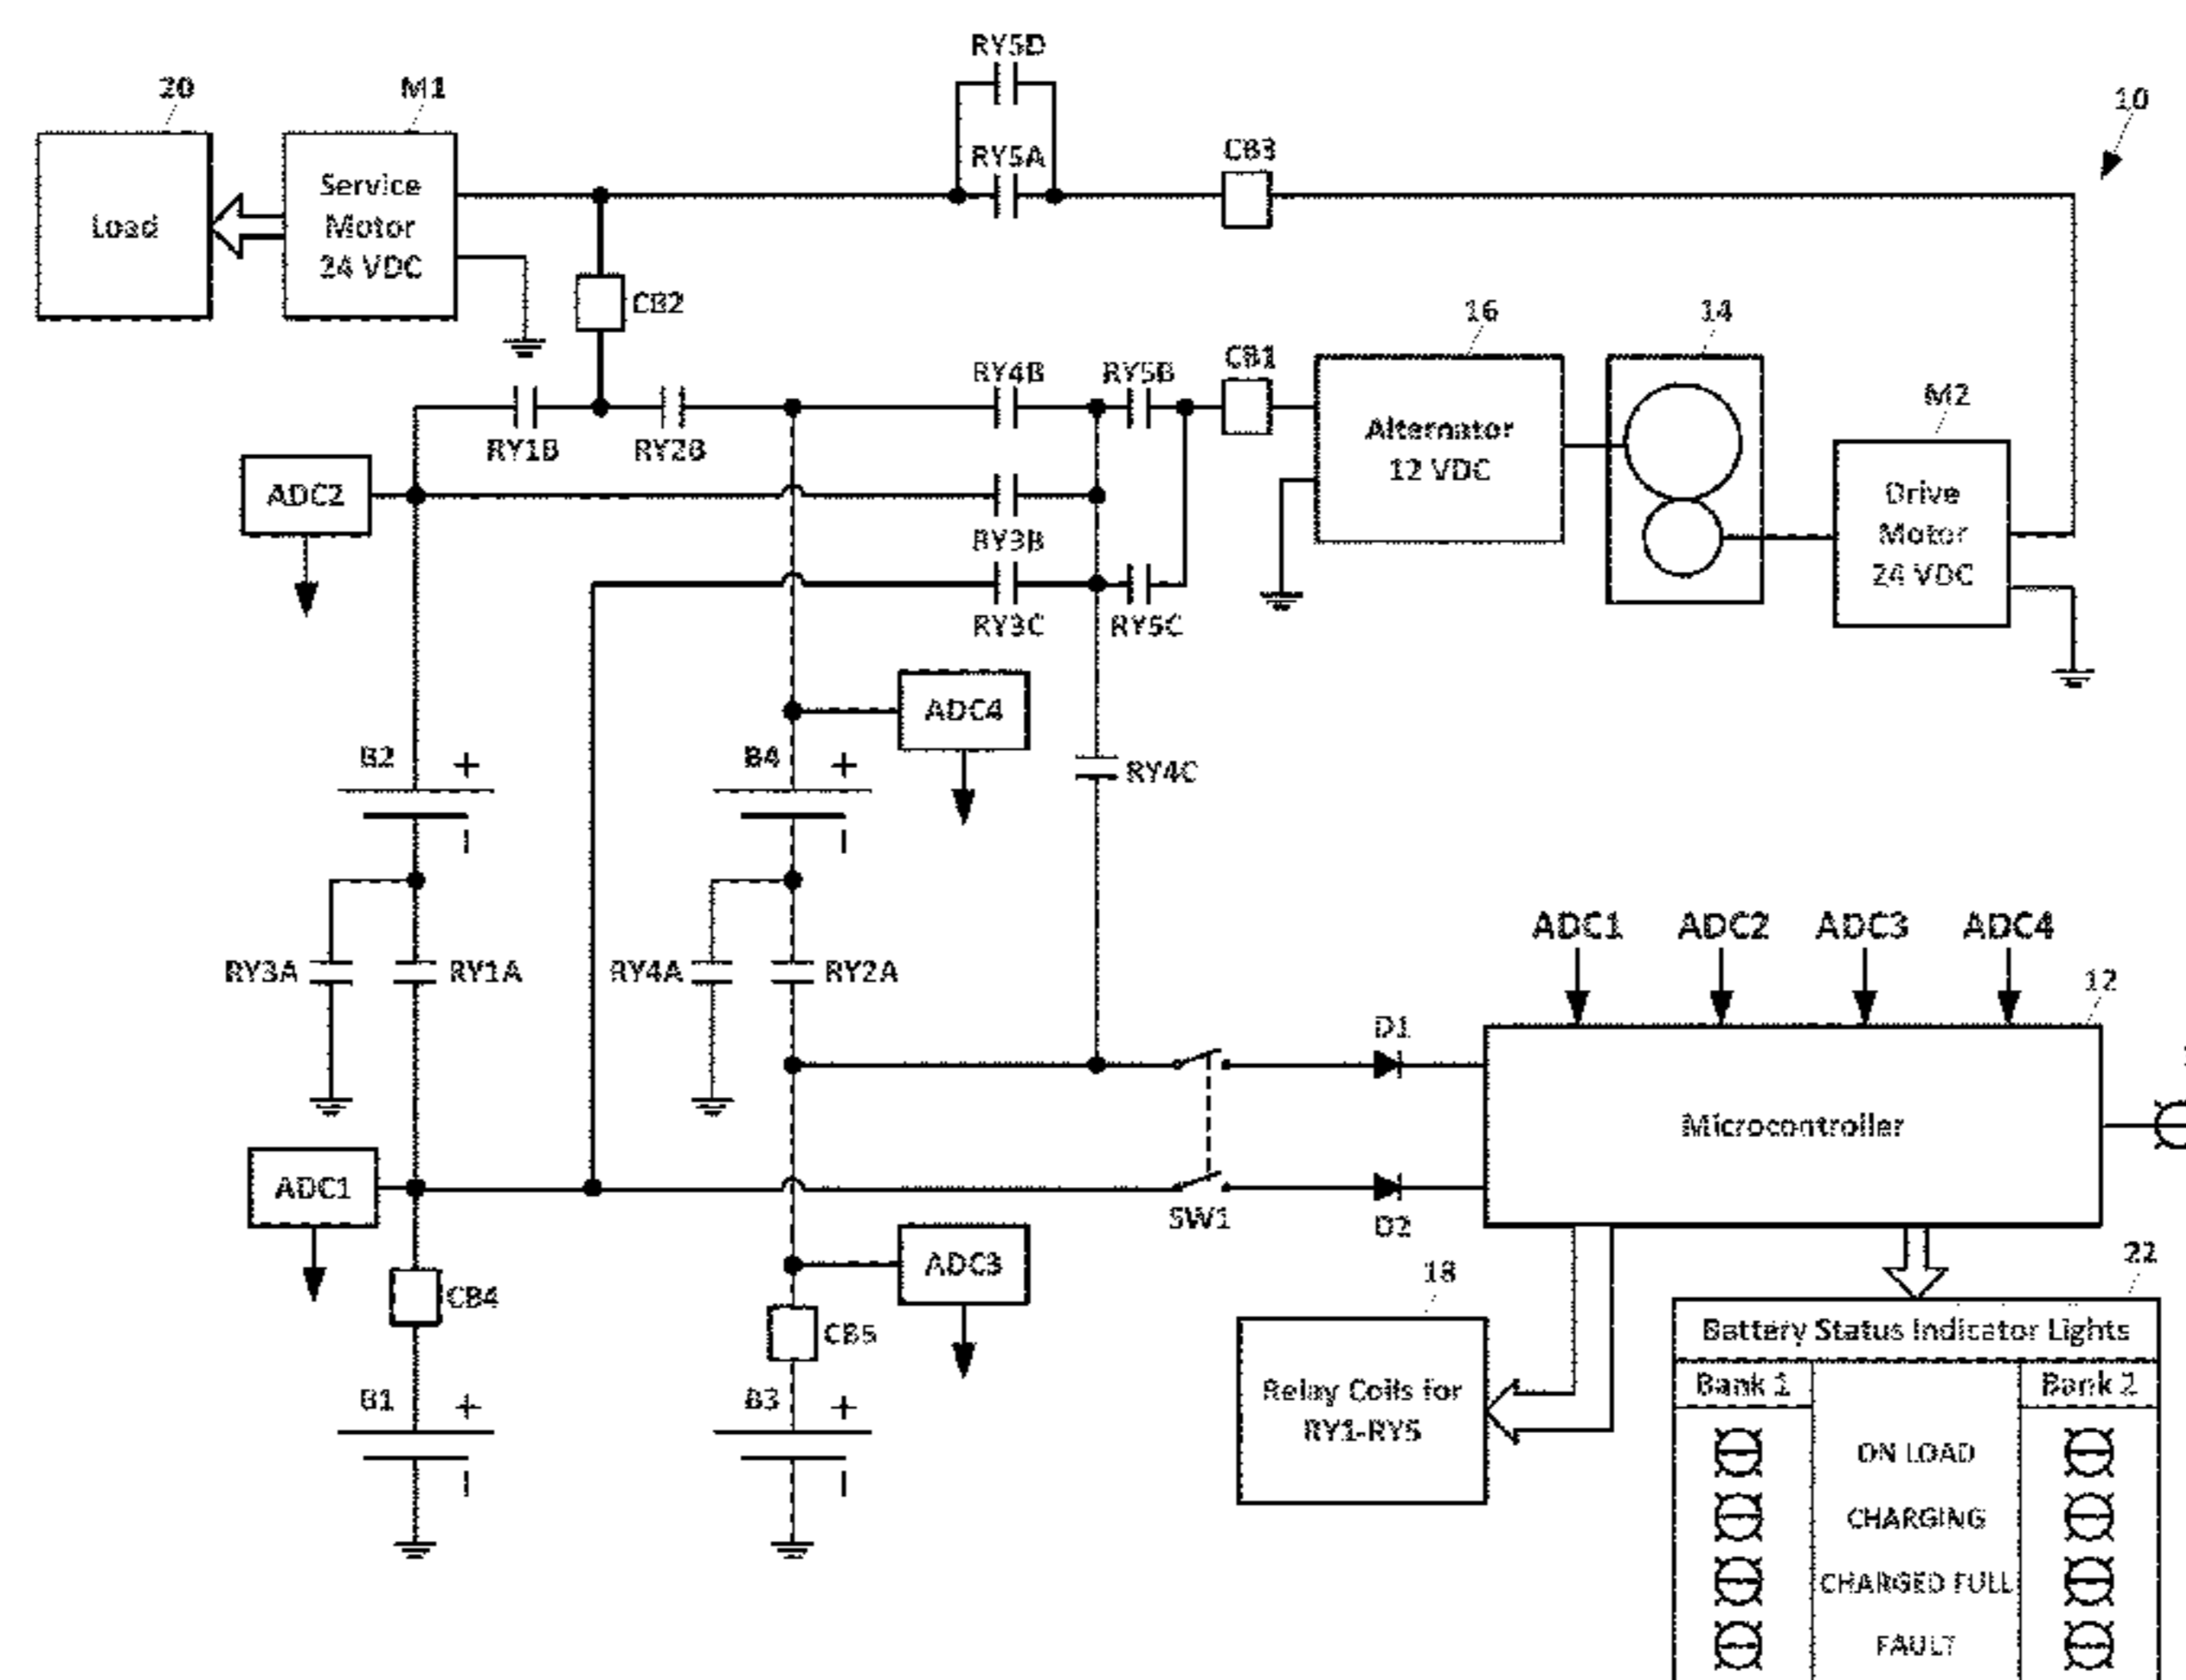 RY5D
20
M1
10
RY5A
CB3
Load
Service
Motor
24 VDC
CB2
16
14
RY4B
RY5B
CB1
M2
RY1B
RY2B
Alternator
12 VDC
ADC2
Drive
Motor
24 VDC
RY3B
RY3C
RY5C
ADC4
B2
+
B4
+
RY4C
ADC1
ADC2
ADC3
ADC4
RY3A
RY1A
RY4A
RY2A
12
D1
Microcontroller
ADC1
SW1
D2
ADC3
18
22
CB4
CB5
Battery Status Indicator Lights
Relay Coils for
RY1-RY5
Bank 1
Bank 2
B1
+
B3
+
ON LOAD
CHARGING
CHARGED FULL
FAULT